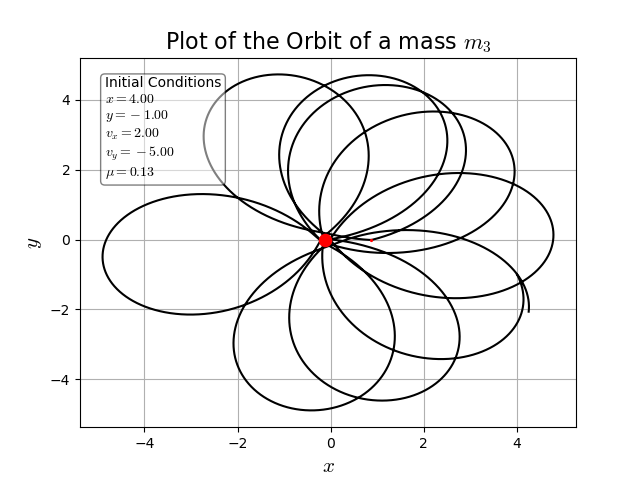 Plot of the Orbit of a mass m₃
Initial Conditions
x = 4.00
y = −1.00
vₓ = 2.00
v_y = −5.00
μ = 0.13
4
2
0
−2
−4
y
−4
−2
0
2
4
x